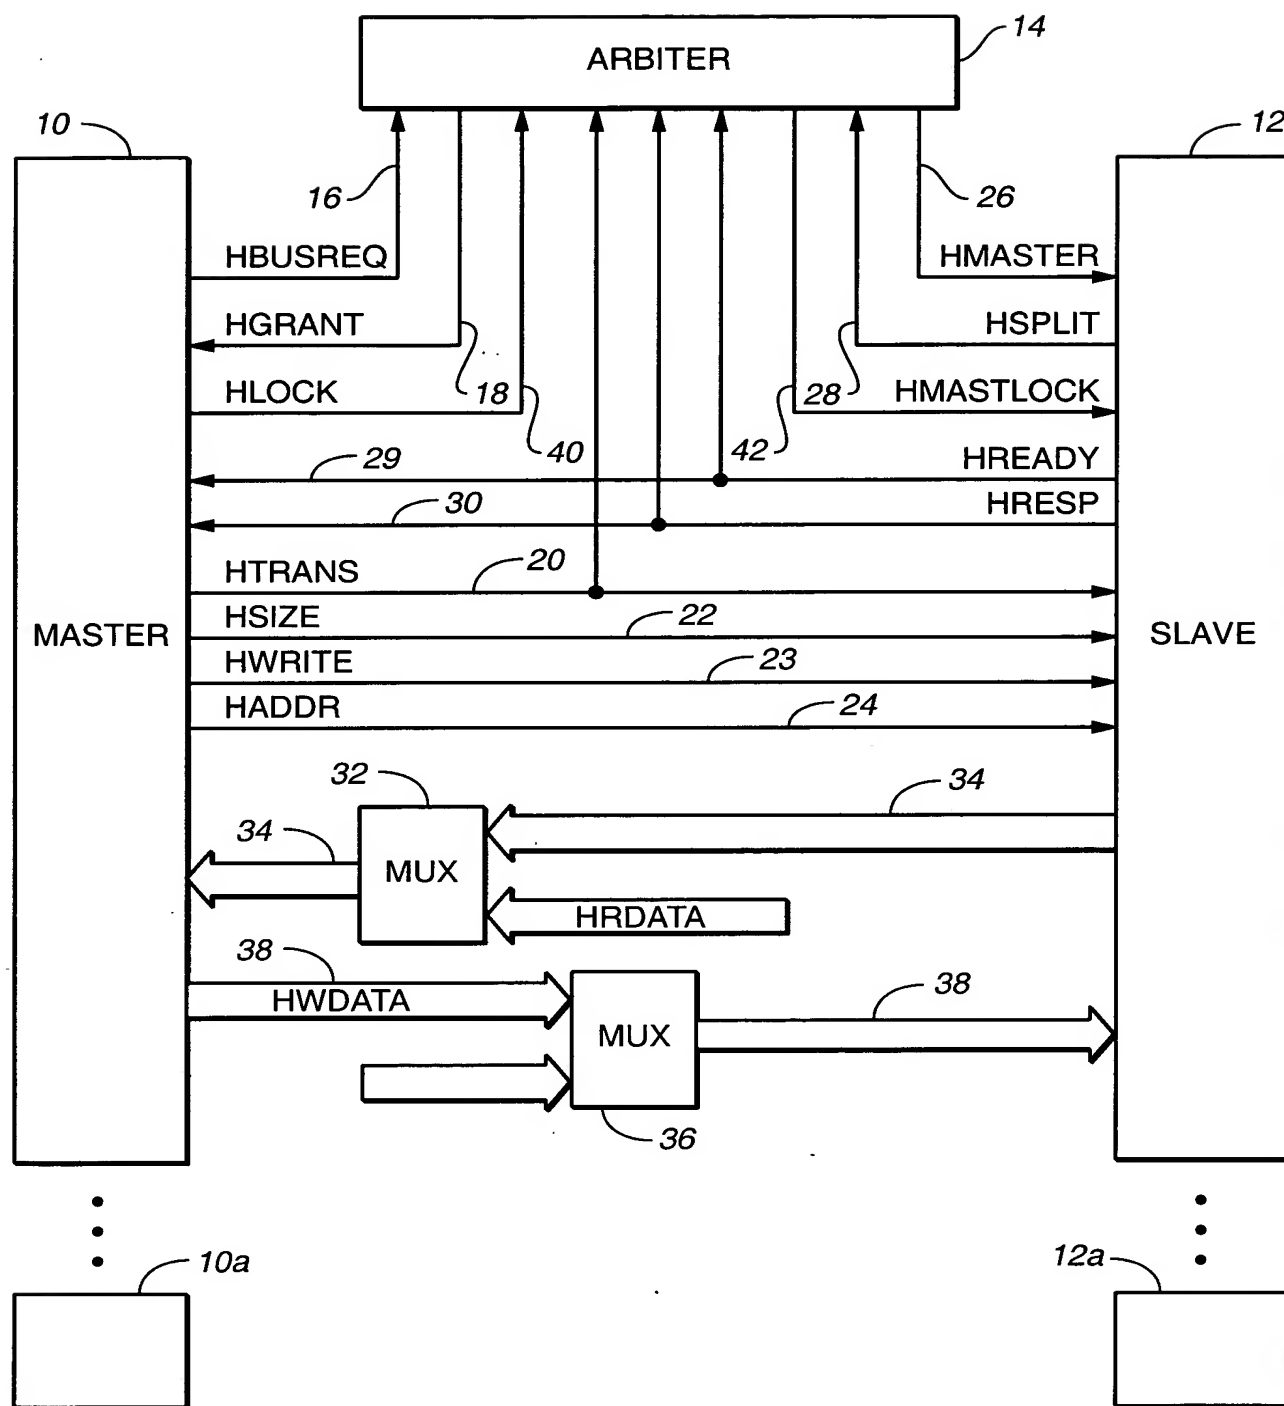 ARBITER
14
10
12
16
26
HBUSREQ
HMASTER
HGRANT
HSPLIT
18
28
HLOCK
HMASTLOCK
40
42
29
HREADY
30
HRESP
HTRANS
20
HSIZE
22
MASTER
SLAVE
HWRITE
23
HADDR
24
32
34
34
MUX
HRDATA
38
HWDATA
38
MUX
36
10a
12a